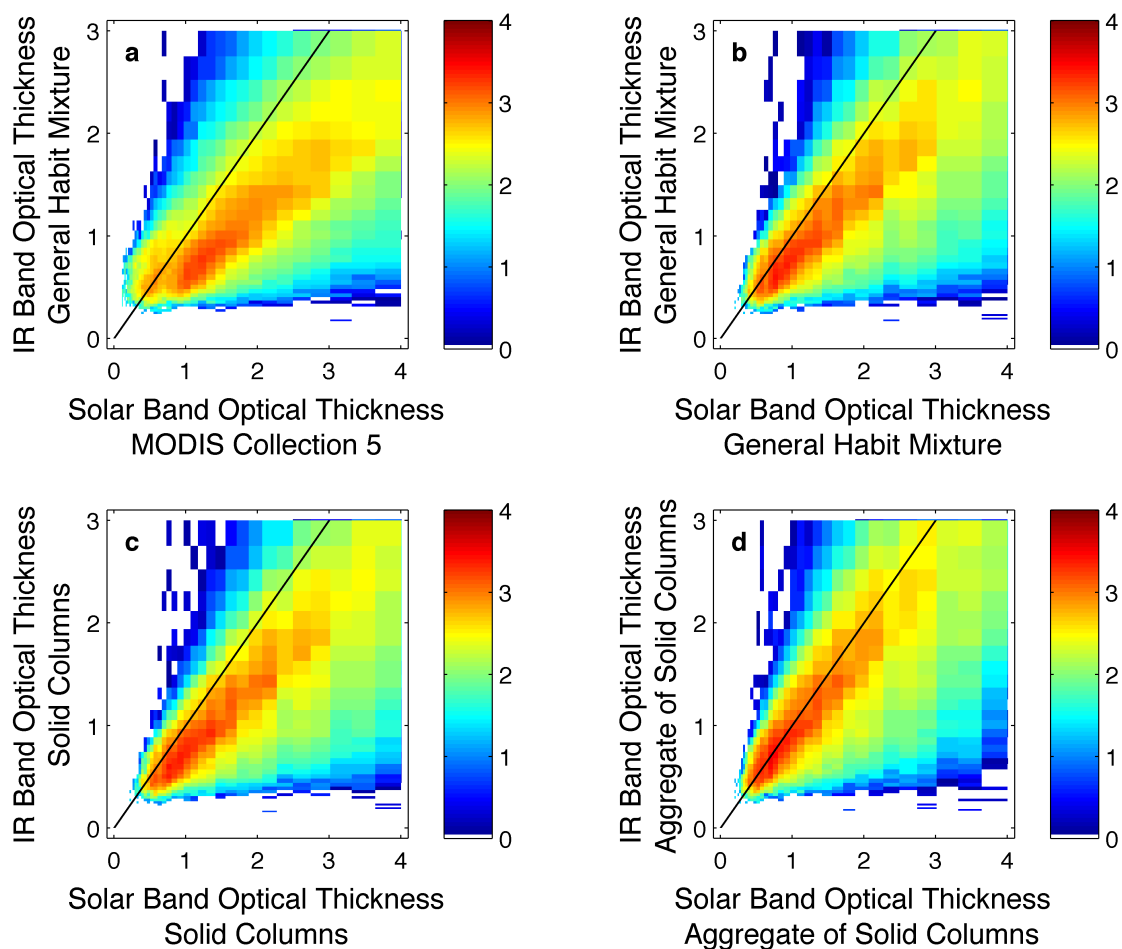 IR Band Optical Thickness
General Habit Mixture
a
3
2
1
0
0 1 2 3 4
Solar Band Optical Thickness
MODIS Collection 5
4
3
2
1
0
IR Band Optical Thickness
General Habit Mixture
b
3
2
1
0
0 1 2 3 4
Solar Band Optical Thickness
General Habit Mixture
4
3
2
1
0
IR Band Optical Thickness
Solid Columns
c
3
2
1
0
0 1 2 3 4
Solar Band Optical Thickness
Solid Columns
4
3
2
1
0
IR Band Optical Thickness
Aggregate of Solid Columns
d
3
2
1
0
0 1 2 3 4
Solar Band Optical Thickness
Aggregate of Solid Columns
4
3
2
1
0